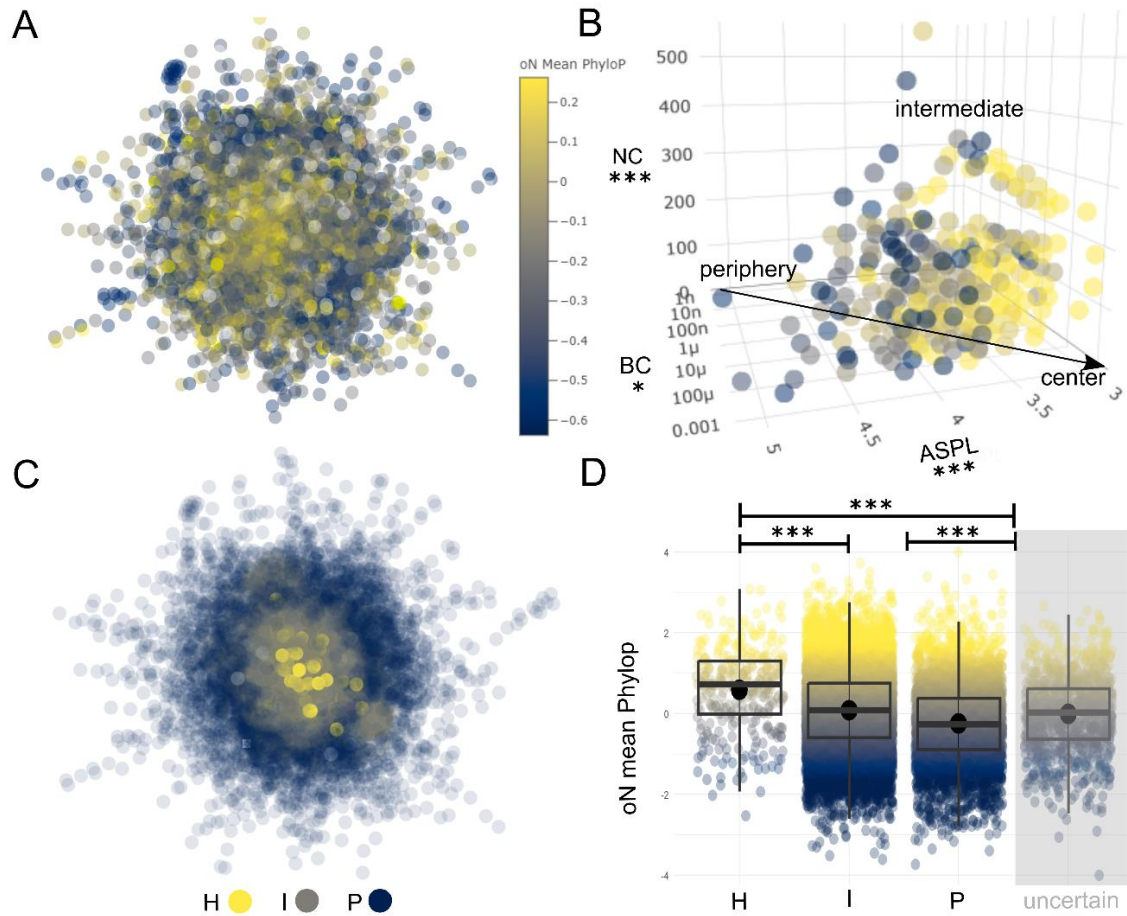 A
oN Mean PhyloP
0.2
0.1
0
−0.1
−0.2
−0.3
−0.4
−0.5
−0.6
B
500
400
300
200
100
0
NC
***
intermediate
periphery
center
1n
10n
100n
1μ
10μ
100μ
0.001
BC
*
5
4.5
4
3.5
3
ASPL
***
C
H
I
P
D
***
***
***
oN mean Phylop
4
2
0
-2
-4
H
I
P
uncertain